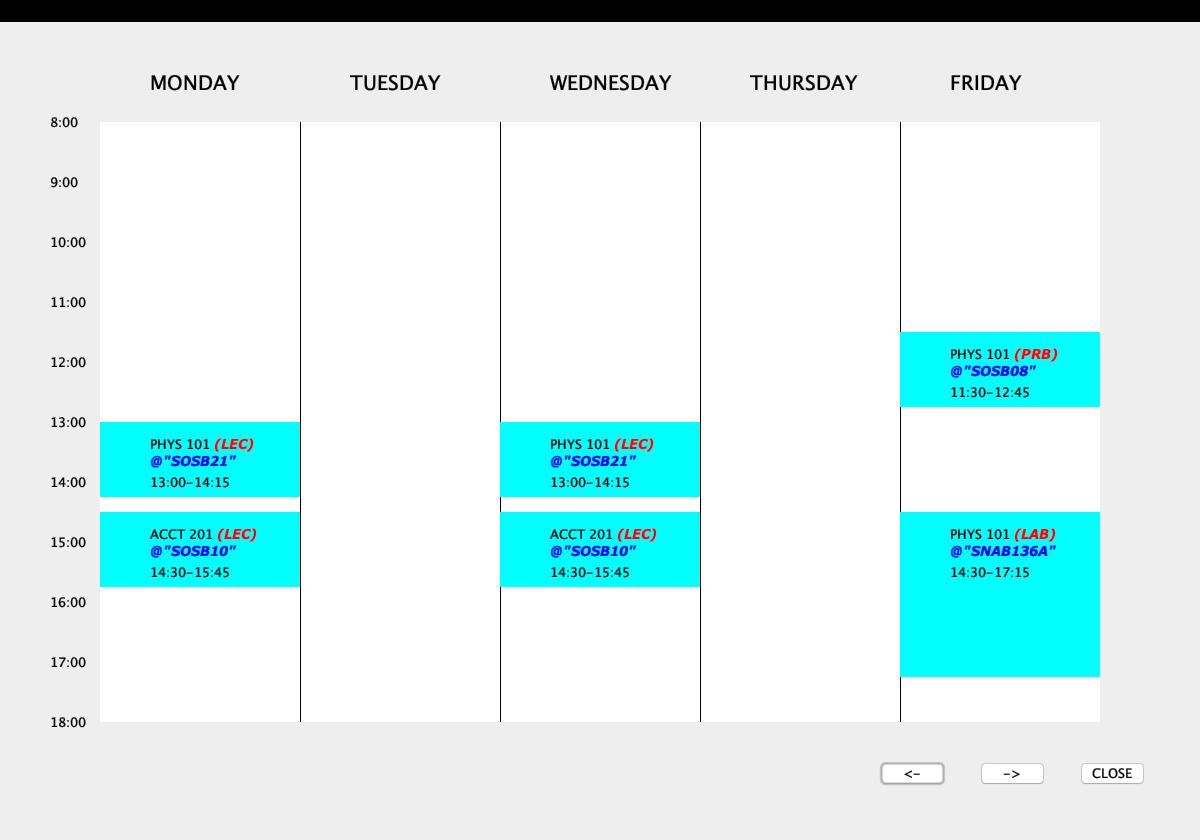 MONDAY TUESDAY WEDNESDAY THURSDAY FRIDAY
8:00
9:00
10:00
11:00
12:00
PHYS 101 (PRB)
@"SOSB08"
11:30-12:45
13:00
PHYS 101 (LEC) PHYS 101 (LEC)
@"SOSB21" @"SOSB21"
13:00-14:15 13:00-14:15
14:00
ACCT 201 (LEC) ACCT 201 (LEC) PHYS 101 (LAB)
15:00
@"SOSB10" @"SOSB10" @"SNAB136A"
14:30-15:45 14:30-15:45 14:30-17:15
16:00
17:00
18:00
<- -> CLOSE